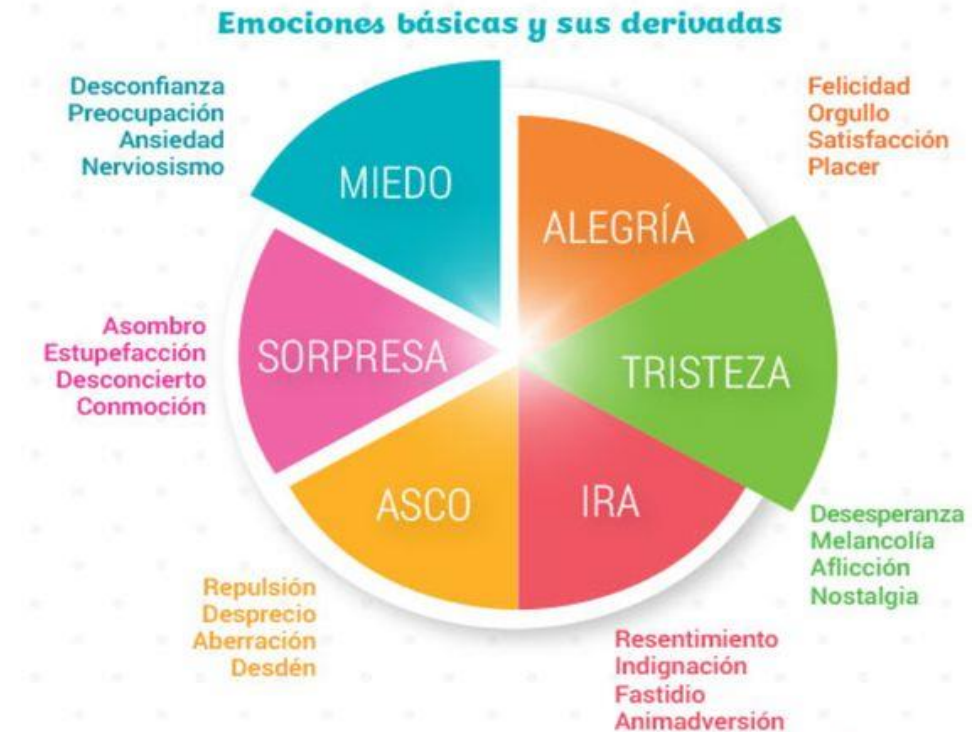 Emociones básicas y sus derivadas
Desconfianza
Preocupación
Ansiedad
Nerviosismo
MIEDO
Felicidad
Orgullo
Satisfacción
Placer
ALEGRÍA
Asombro
Estupefacción
Desconcierto
Conmoción
SORPRESA
TRISTEZA
Desesperanza
Melancolía
Aflicción
Nostalgia
ASCO
Repulsión
Desprecio
Aberración
Desdén
IRA
Resentimiento
Indignación
Fastidio
Animadversión